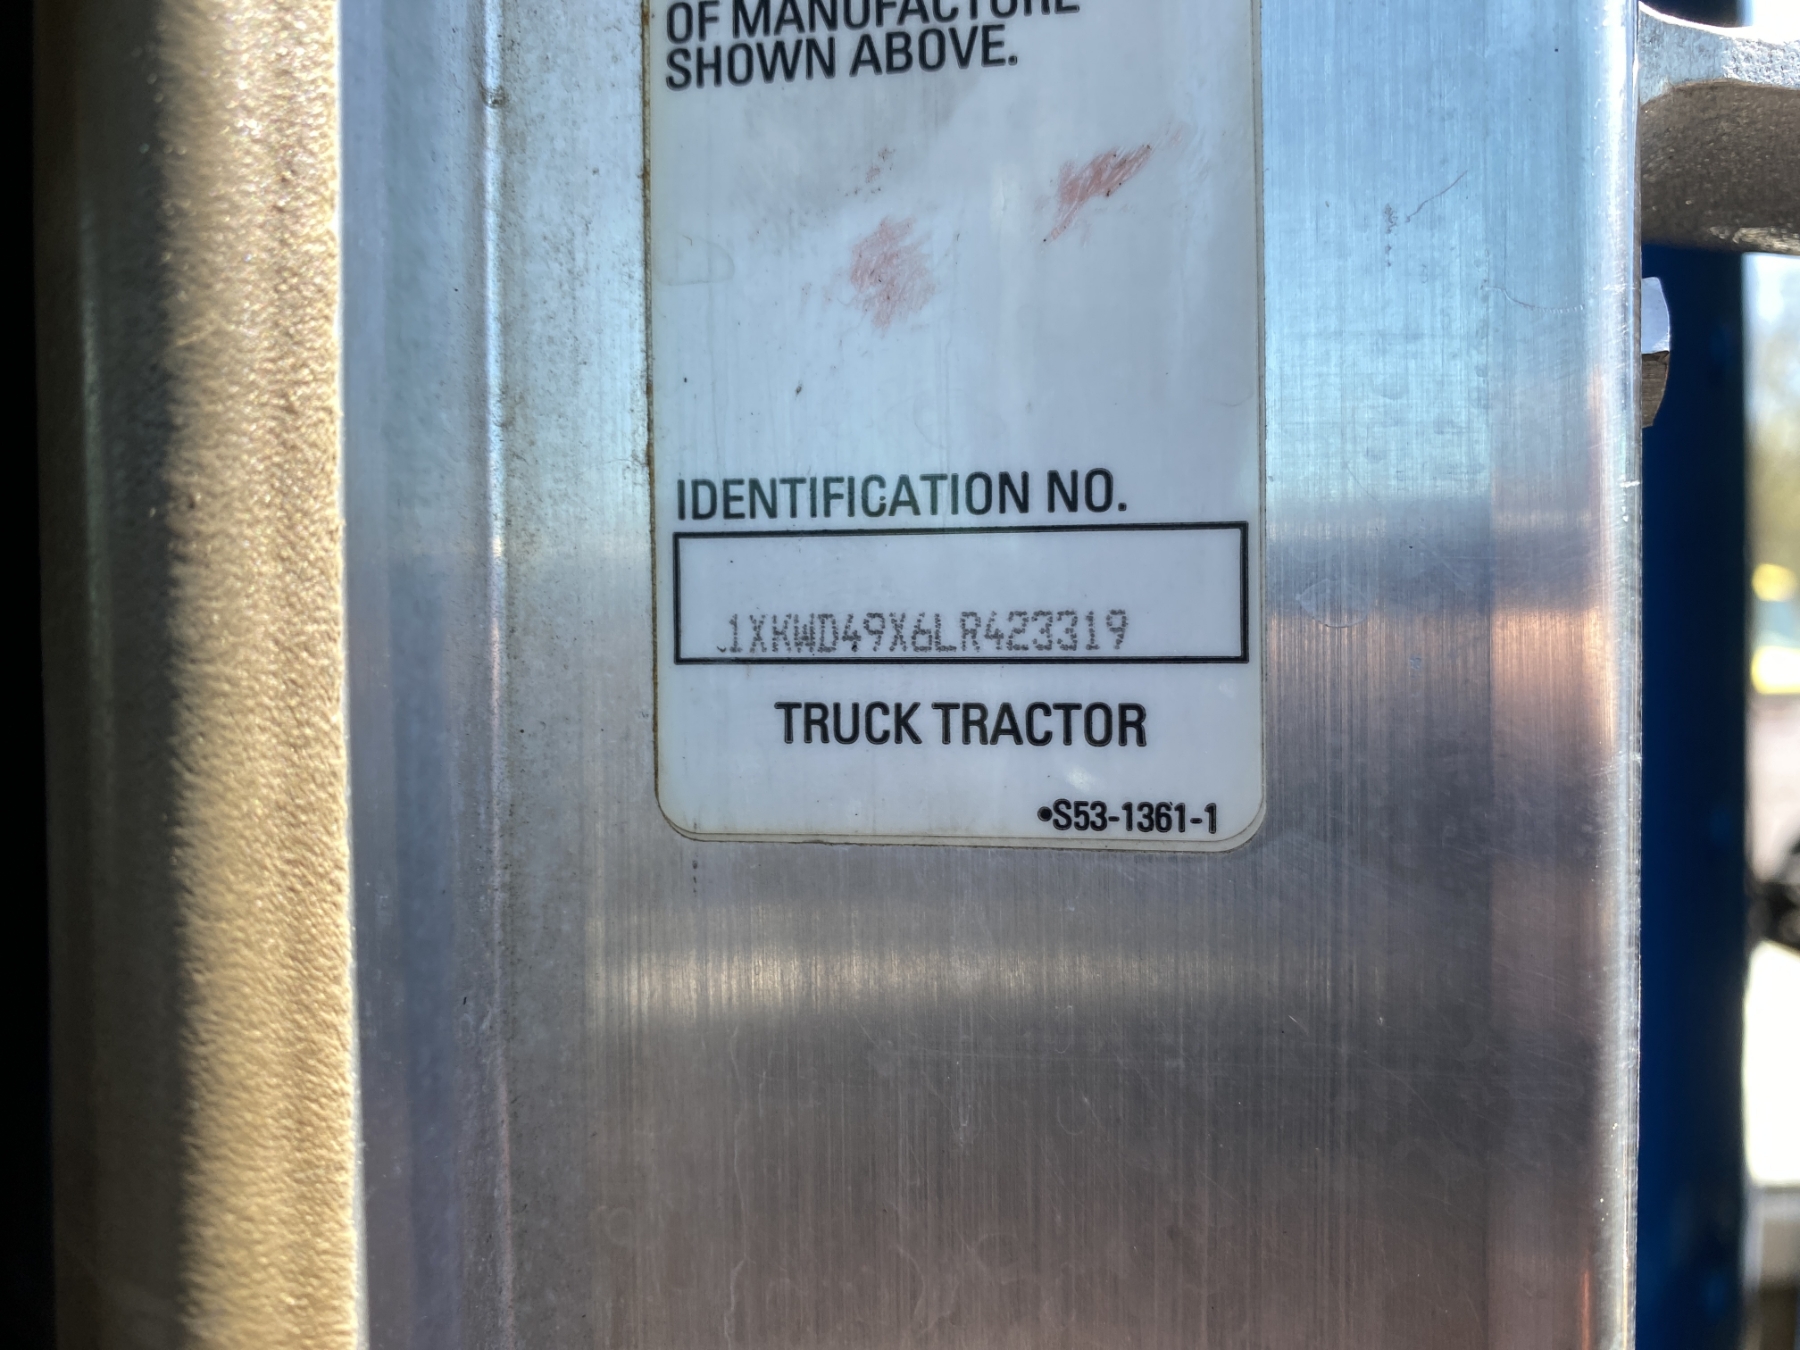 OF MANUFACTURE
SHOWN ABOVE.
IDENTIFICATION NO.
1XKWD49X6LR423319
TRUCK TRACTOR
•S53-1361-1